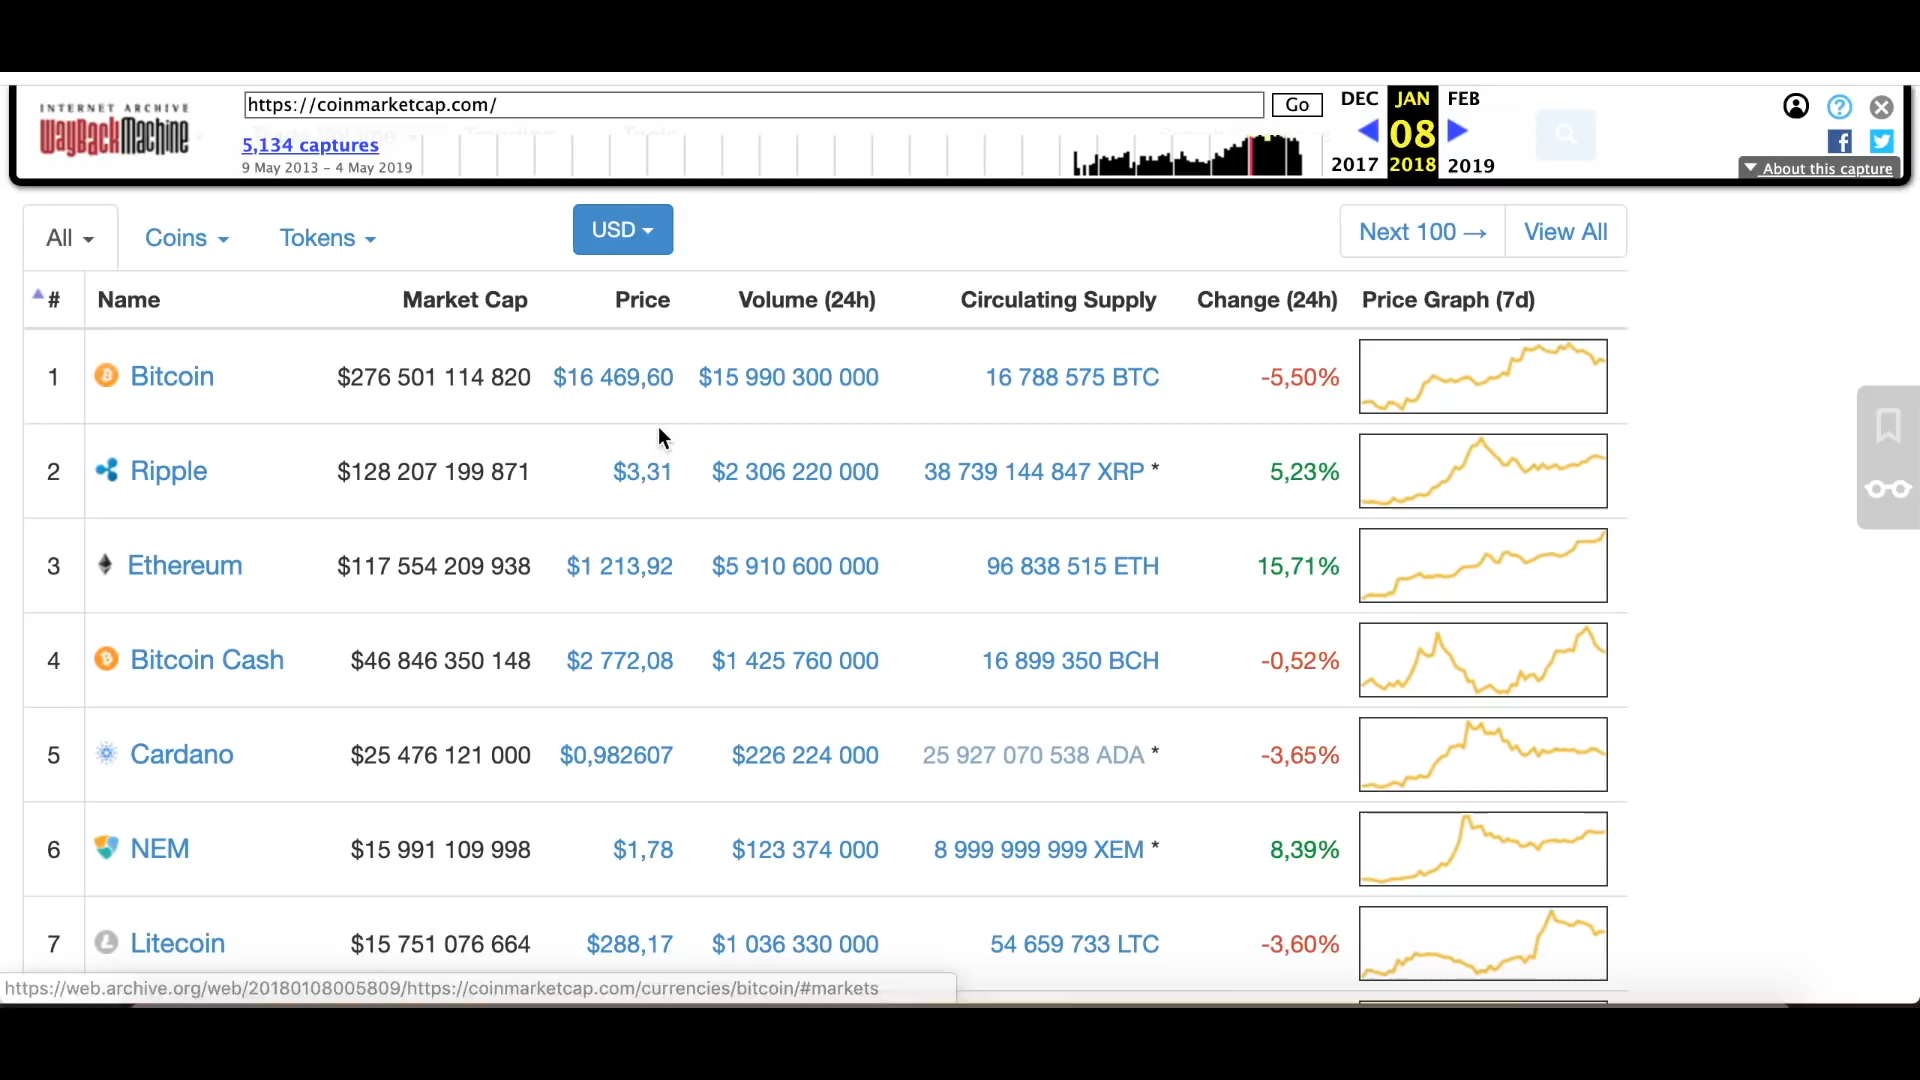 INTERNET ARCHIVE
WayBackMachine
https://coinmarketcap.com/
Go
DEC JAN FEB
08
2017 2018 2019
5,134 captures
9 May 2013 – 4 May 2019
About this capture
All
Coins
Tokens
USD
Next 100 →
View All
# Name Market Cap Price Volume (24h) Circulating Supply Change (24h) Price Graph (7d)
1 Bitcoin $276 501 114 820 $16 469,60 $15 990 300 000 16 788 575 BTC -5,50%
2 Ripple $128 207 199 871 $3,31 $2 306 220 000 38 739 144 847 XRP * 5,23%
3 Ethereum $117 554 209 938 $1 213,92 $5 910 600 000 96 838 515 ETH 15,71%
4 Bitcoin Cash $46 846 350 148 $2 772,08 $1 425 760 000 16 899 350 BCH -0,52%
5 Cardano $25 476 121 000 $0,982607 $226 224 000 25 927 070 538 ADA * -3,65%
6 NEM $15 991 109 998 $1,78 $123 374 000 8 999 999 999 XEM * 8,39%
7 Litecoin $15 751 076 664 $288,17 $1 036 330 000 54 659 733 LTC -3,60%
https://web.archive.org/web/20180108005809/https://coinmarketcap.com/currencies/bitcoin/#markets